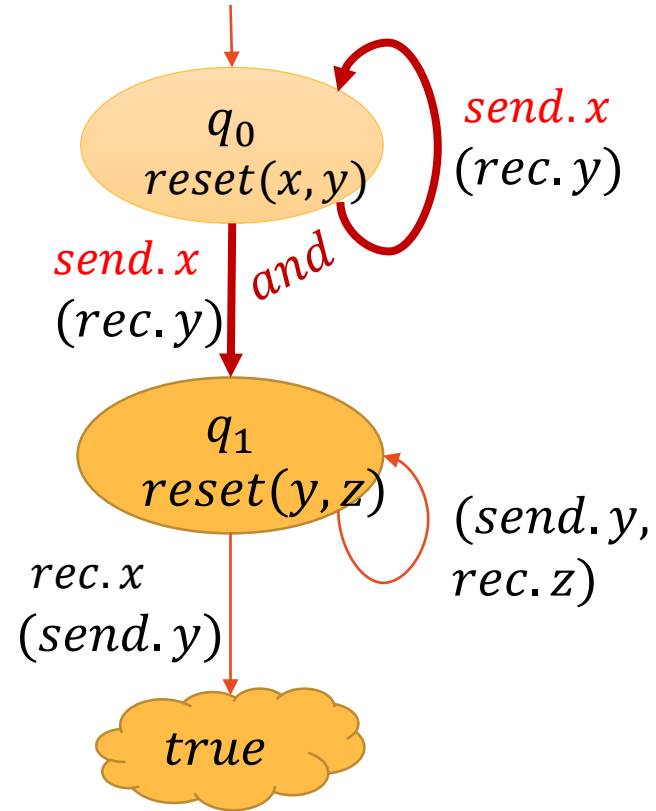 q₀
reset(x, y)
send. x
(rec. y)
send. x
(rec. y)
and
q₁
reset(y, z)
(send. y,
rec. z)
rec. x
(send. y)
true